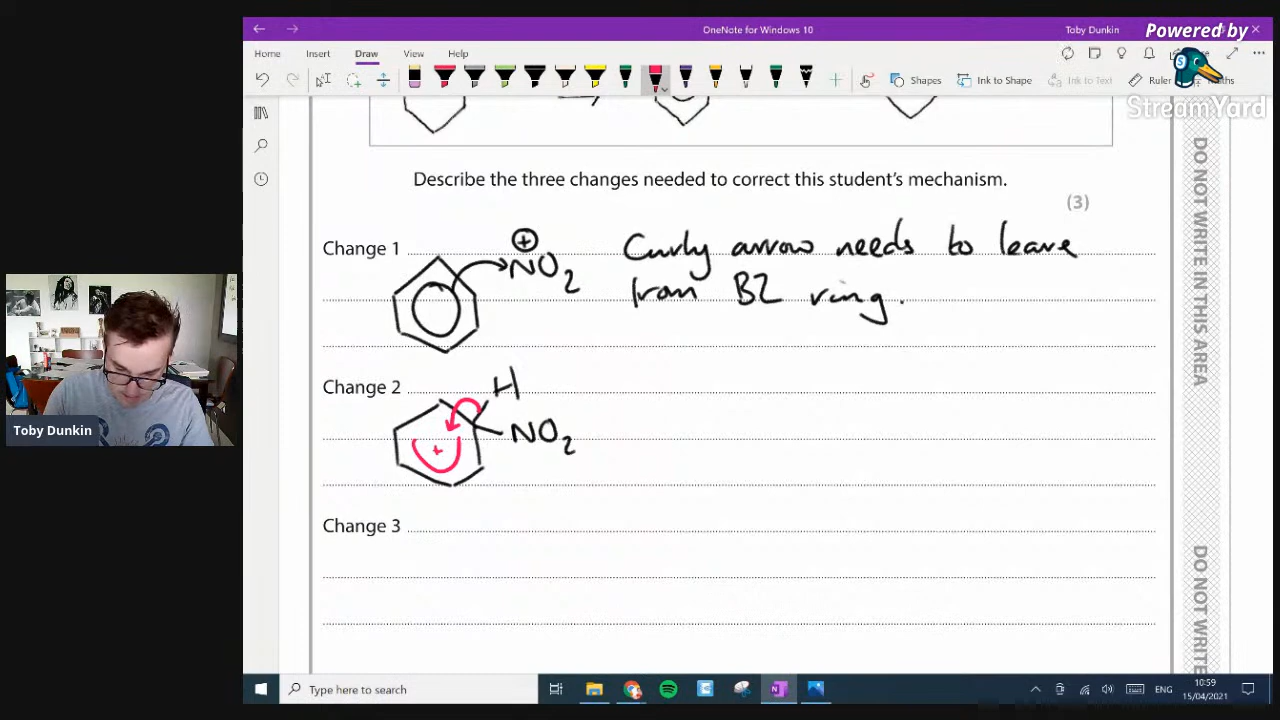 OneNote for Windows 10
Toby Dunkin
Powered by
StreamYard
Home Insert Draw View Help
Shapes Ink to Shape Ink to Text Ruler Maths
Describe the three changes needed to correct this student's mechanism.
(3)
Change 1
⊕
NO2
Curly arrow needs to leave
from BZ ring.
Change 2
H
NO2
+
Change 3
DO NOT WRITE IN THIS AREA
DO NOT WRITE
Toby Dunkin
Type here to search
ENG
10:59
15/04/2021